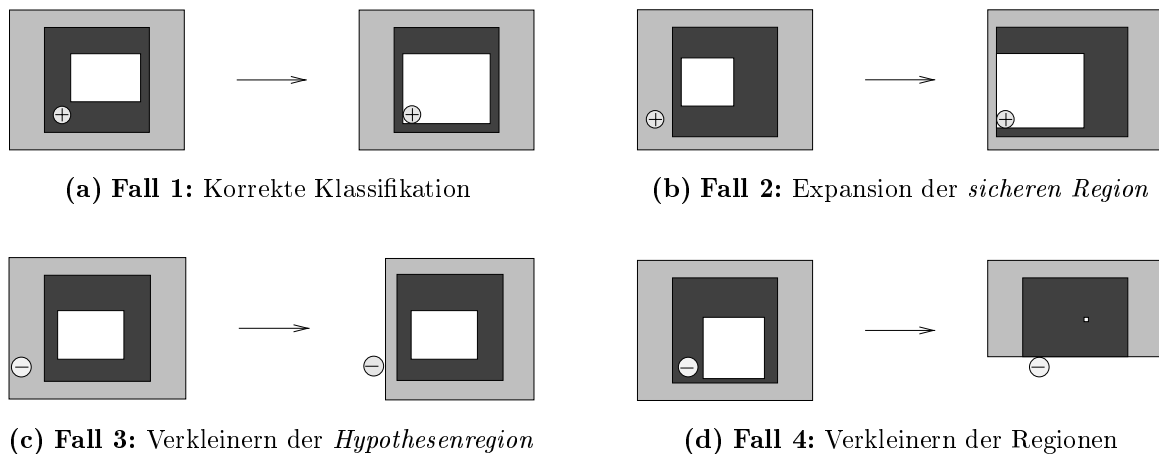 (a) Fall 1: Korrekte Klassifikation
(b) Fall 2: Expansion der sicheren Region
(c) Fall 3: Verkleinern der Hypothesenregion
(d) Fall 4: Verkleinern der Regionen